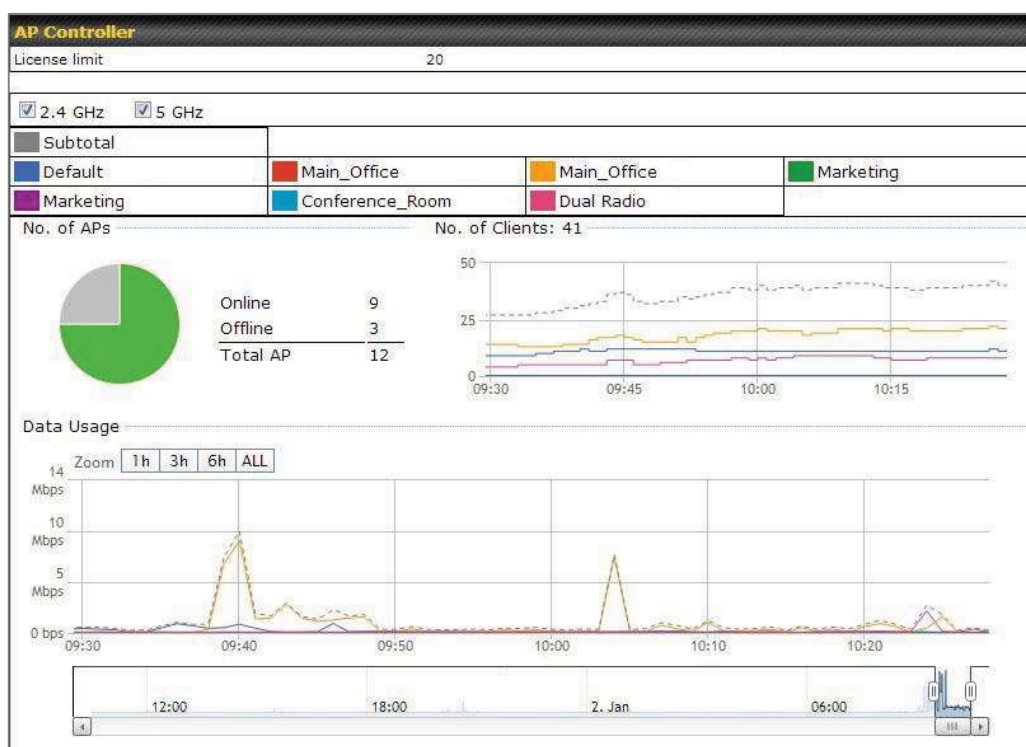 AP Controller
License limit 20
2.4 GHz 5 GHz
Subtotal
Default Main_Office Main_Office Marketing
Marketing Conference_Room Dual Radio
No. of APs
Online 9
Offline 3
Total AP 12
No. of Clients: 41
50
25
0
09:30 09:45 10:00 10:15
Data Usage
Zoom 1h 3h 6h ALL
14
Mbps
10
Mbps
5
Mbps
0 bps
09:30 09:40 09:50 10:00 10:10 10:20
12:00 18:00 2. Jan 06:00